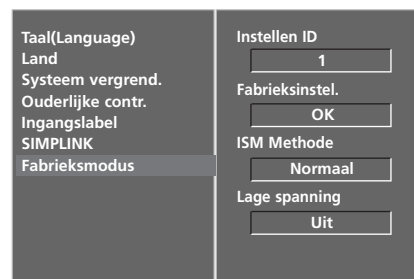 Taal(Language)
Land
Systeem vergrend.
Ouderlijke contr.
Ingangslabel
SIMPLINK
Fabrieksmodus
Instellen ID
1
Fabrieksinstel.
OK
ISM Methode
Normaal
Lage spanning
Uit